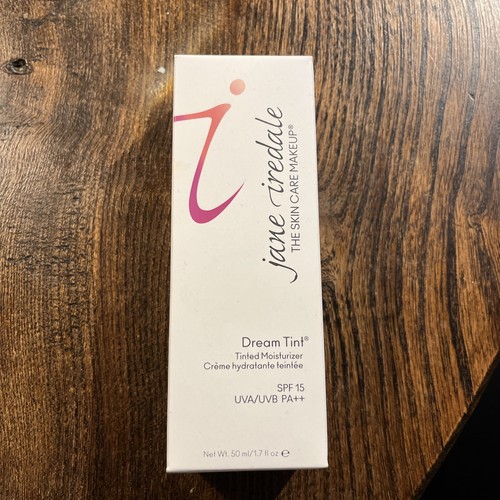 jane iredale
THE SKIN CARE MAKEUP®
Dream Tint®
Tinted Moisturizer
Crème hydratante teintée
SPF 15
UVA/UVB PA++
Net Wt. 50 ml/1.7 fl oz ℮